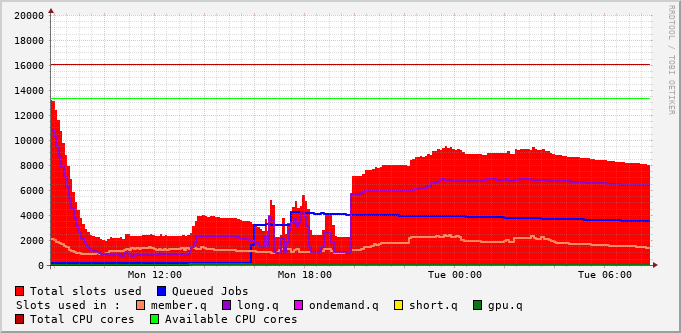 20000
18000
16000
14000
12000
10000
8000
6000
4000
2000
0
Mon 12:00 Mon 18:00 Tue 00:00 Tue 06:00
RRDTOOL / TOBI OETIKER
Total slots used Queued Jobs
Slots used in : member.q long.q ondemand.q short.q gpu.q
Total CPU cores Available CPU cores